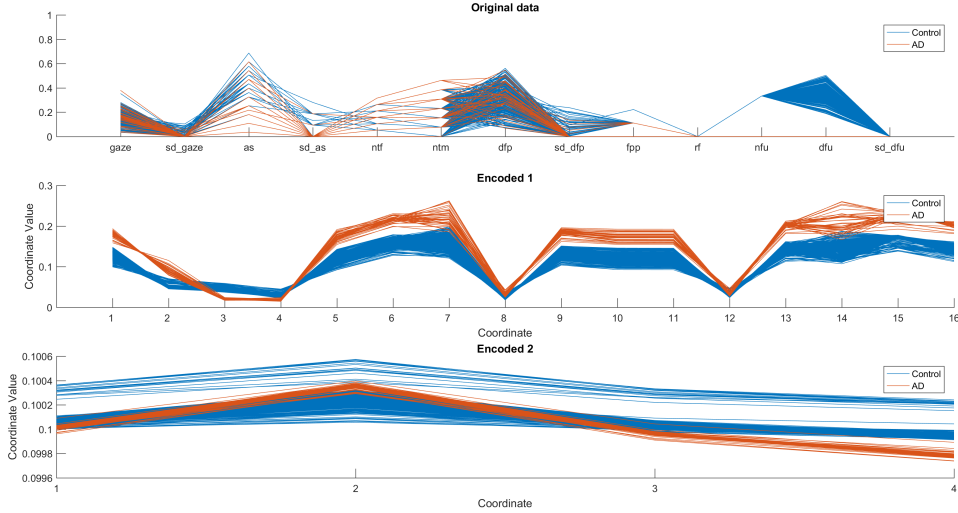 Original data
1
0.8
0.6
0.4
0.2
0
gaze sd_gaze as sd_as ntf ntm dfp sd_dfp fpp rf nfu dfu sd_dfu
Control
AD
Encoded 1
0.3
0.2
0.1
0
Coordinate Value
1 2 3 4 5 6 7 8 9 10 11 12 13 14 15 16
Coordinate
Control
AD
Encoded 2
0.1006
0.1004
0.1002
0.1
0.0998
0.0996
Coordinate Value
1 2 3 4
Coordinate
Control
AD